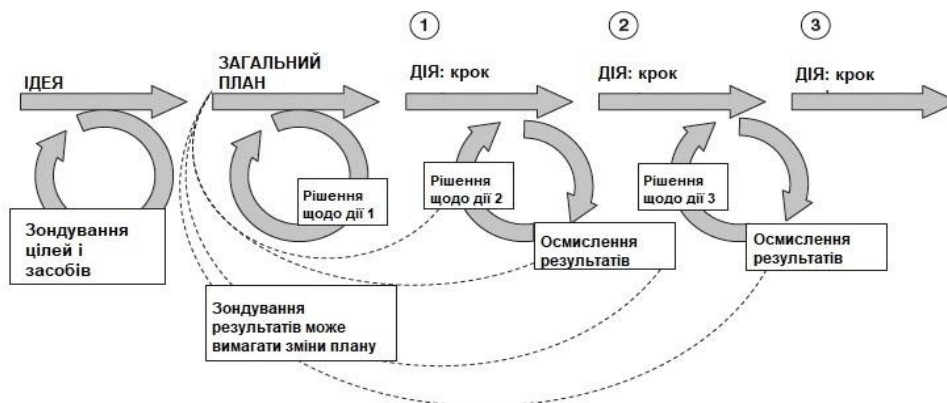 1
2
3
ІДЕЯ
ЗАГАЛЬНИЙ
ПЛАН
ДІЯ: крок
ДІЯ: крок
ДІЯ: крок
Зондування
цілей і
засобів
Рішення
щодо дії 1
Рішення
щодо дії 2
Осмислення
результатів
Рішення
щодо дії 3
Осмислення
результатів
Зондування
результатів може
вимагати зміни плану